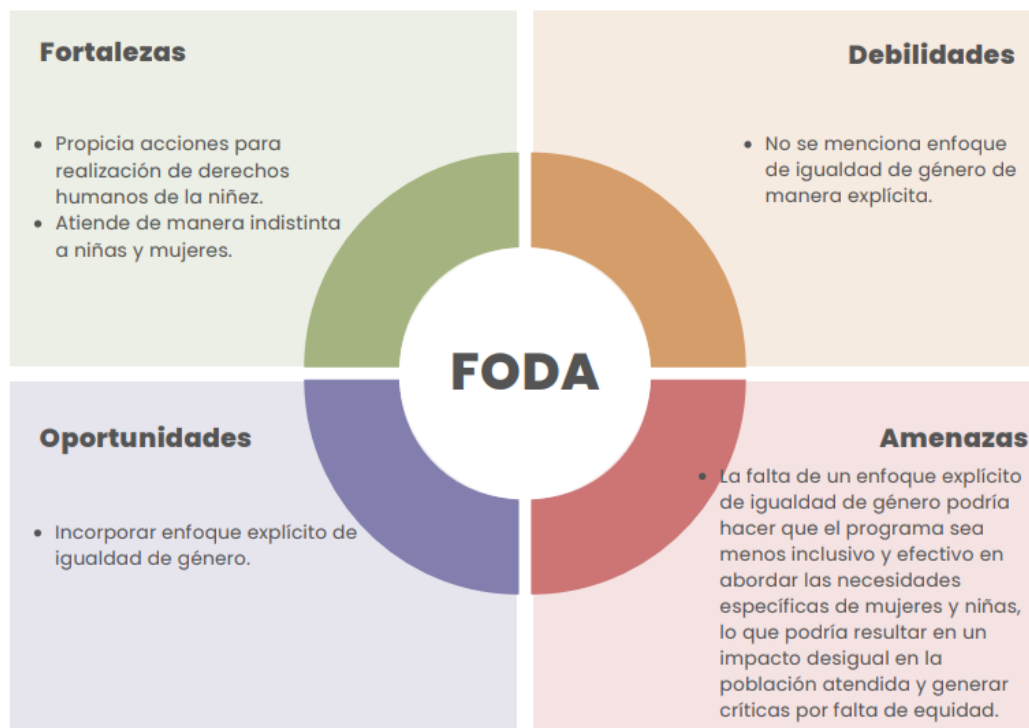 Fortalezas
• Propicia acciones para
realización de derechos
humanos de la niñez.
• Atiende de manera indistinta
a niñas y mujeres.
Debilidades
• No se menciona enfoque
de igualdad de género de
manera explícita.
FODA
Oportunidades
• Incorporar enfoque explícito de
igualdad de género.
Amenazas
• La falta de un enfoque explícito
de igualdad de género podría
hacer que el programa sea
menos inclusivo y efectivo en
abordar las necesidades
específicas de mujeres y niñas,
lo que podría resultar en un
impacto desigual en la
población atendida y generar
críticas por falta de equidad.